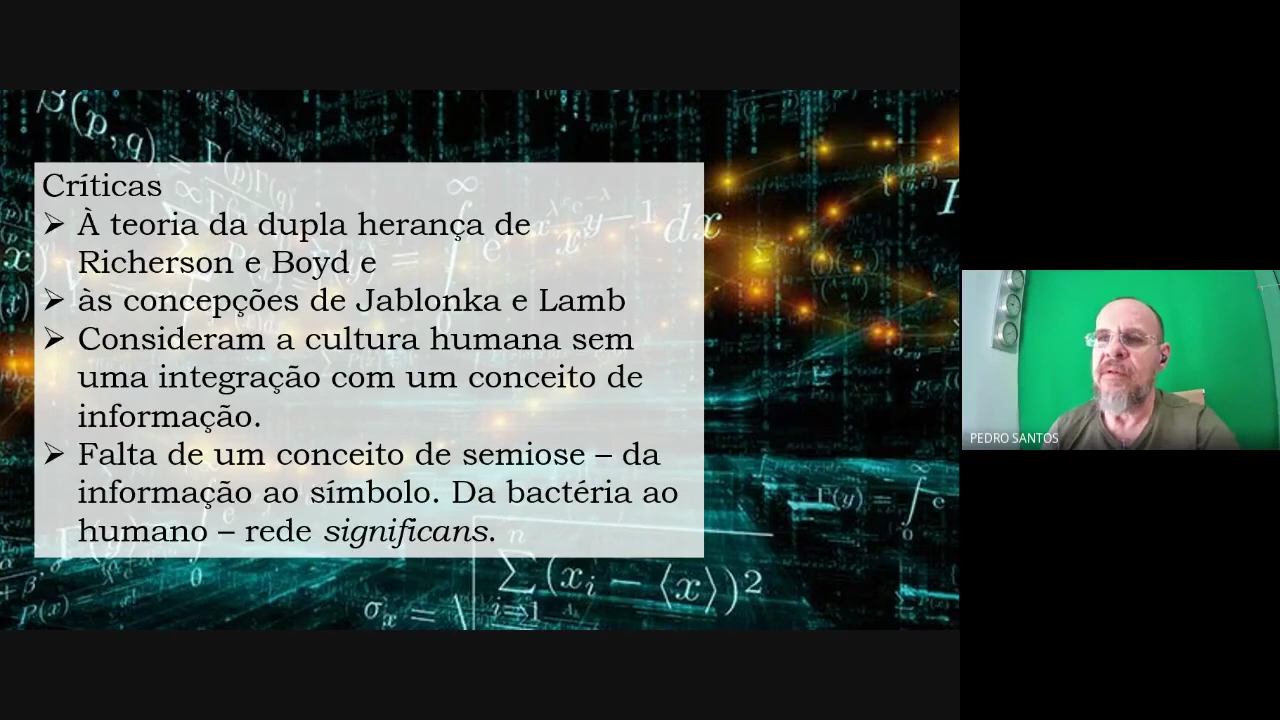 Críticas
➢ À teoria da dupla herança de
Richerson e Boyd e
➢ às concepções de Jablonka e Lamb
➢ Consideram a cultura humana sem
uma integração com um conceito de
informação.
➢ Falta de um conceito de semiose – da
informação ao símbolo. Da bactéria ao
humano – rede significans.
PEDRO SANTOS